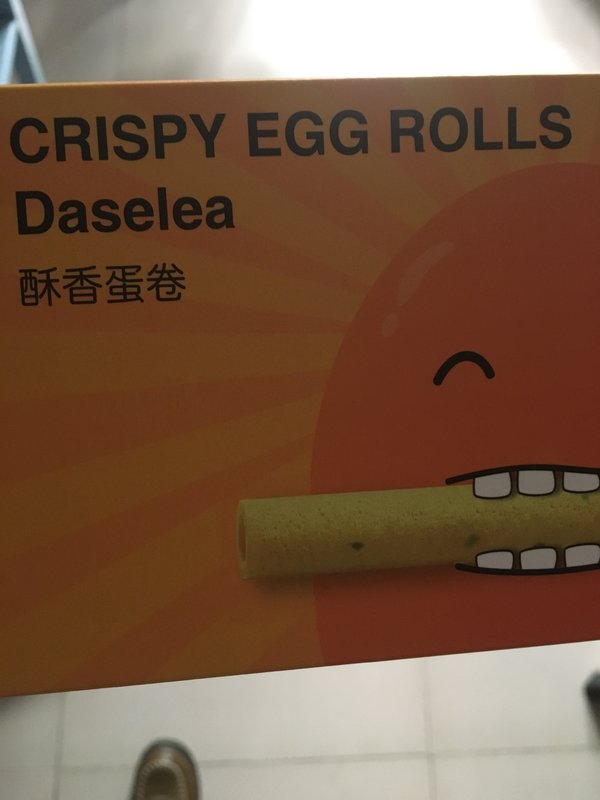 CRISPY EGG ROLLS
Daselea
酥香蛋卷